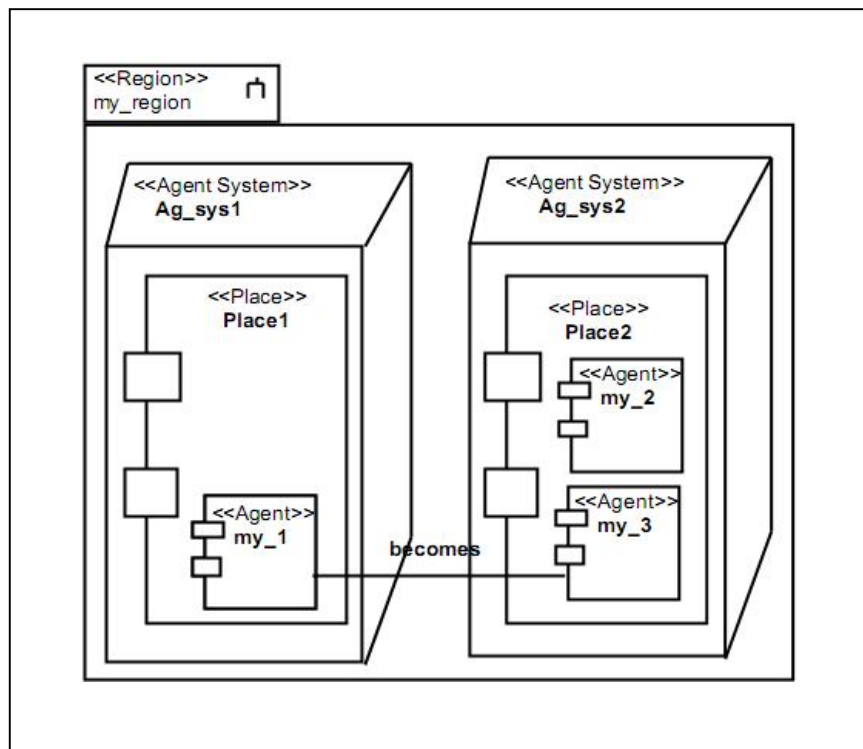 <<Region>>
my_region
<<Agent System>>
Ag_sys1
<<Place>>
Place1
<<Agent>>
my_1
becomes
<<Agent System>>
Ag_sys2
<<Place>>
Place2
<<Agent>>
my_2
<<Agent>>
my_3